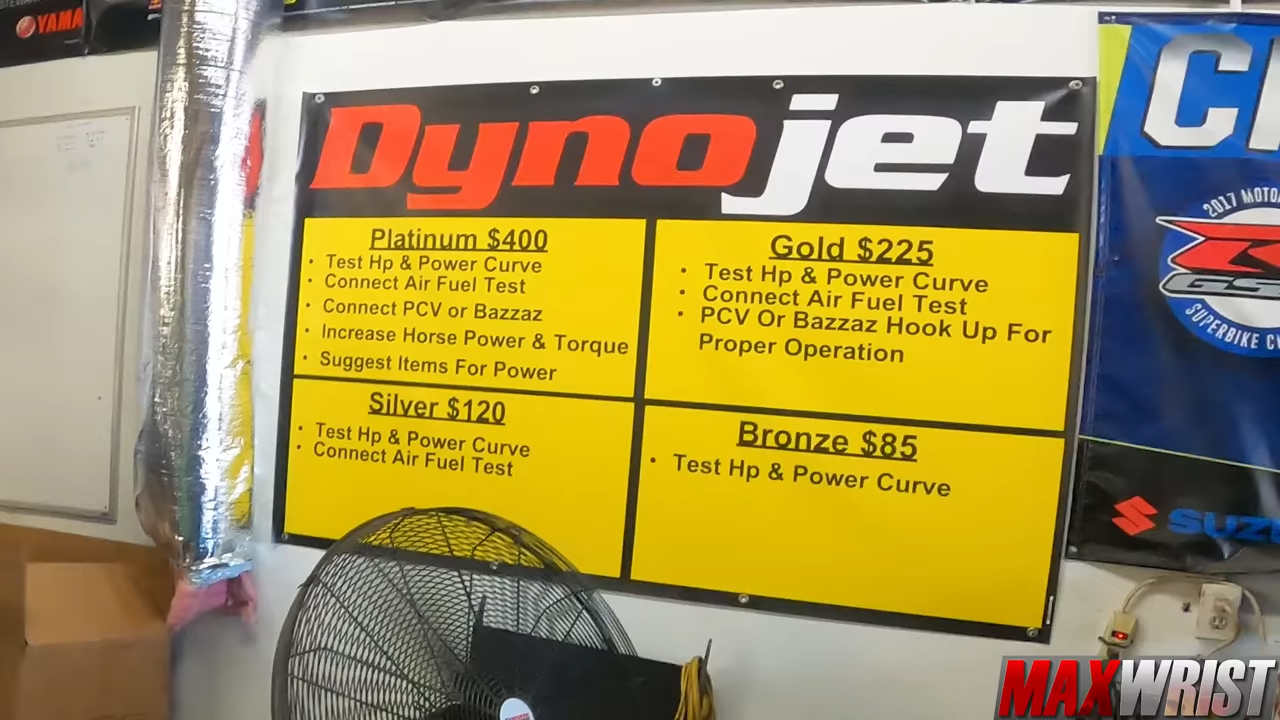 YAMA
Dynojet
Platinum $400
• Test Hp & Power Curve
• Connect Air Fuel Test
• Connect PCV or Bazzaz
• Increase Horse Power & Torque
• Suggest Items For Power
Gold $225
• Test Hp & Power Curve
• Connect Air Fuel Test
• PCV Or Bazzaz Hook Up For
Proper Operation
Silver $120
• Test Hp & Power Curve
• Connect Air Fuel Test
Bronze $85
• Test Hp & Power Curve
2017 MOTO
GS
SUPERBIKE C
SUZU
MAXWRIST